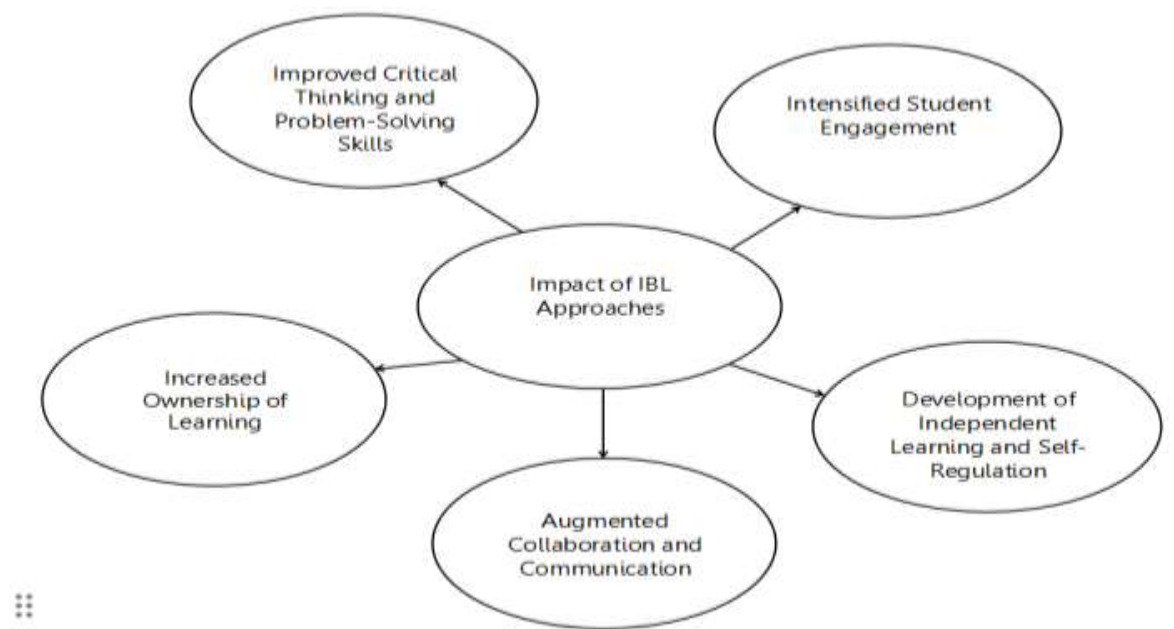 Improved Critical
Thinking and
Problem-Solving
Skills
Intensified Student
Engagement
Impact of IBL
Approaches
Increased
Ownership of
Learning
Development of
Independent
Learning and Self-
Regulation
Augmented
Collaboration and
Communication